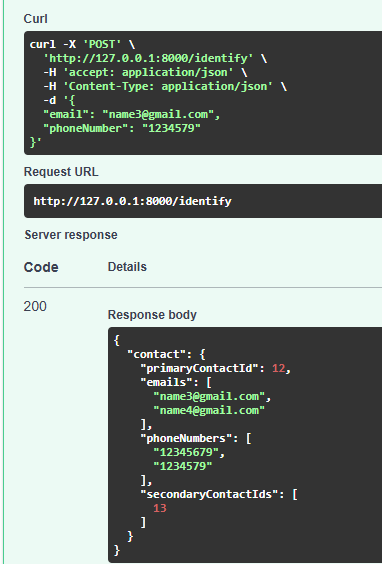 Curl
curl -X 'POST' \
'http://127.0.0.1:8000/identify' \
-H 'accept: application/json' \
-H 'Content-Type: application/json' \
-d '{
"email": "name3@gmail.com",
"phoneNumber": "1234579"
}'
Request URL
http://127.0.0.1:8000/identify
Server response
Code Details
200
Response body
{
"contact": {
"primaryContactId": 12,
"emails": [
"name3@gmail.com",
"name4@gmail.com"
],
"phoneNumbers": [
"12345679",
"1234579"
],
"secondaryContactIds": [
13
]
}
}